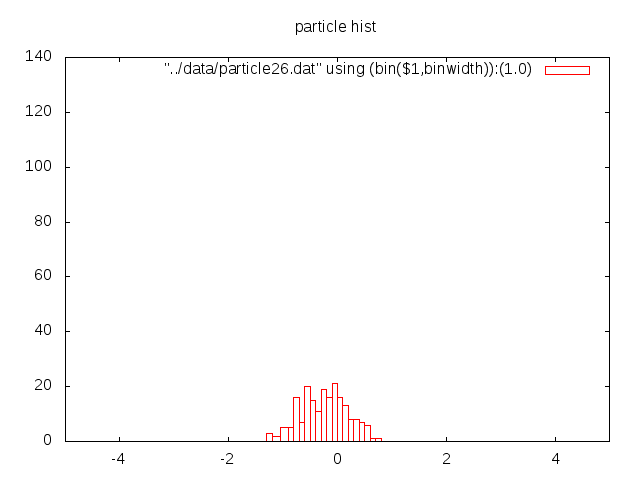 particle hist
140
"../data/particle26.dat" using (bin($1,binwidth)):(1.0)
120
100
80
60
40
20
0
-4 -2 0 2 4